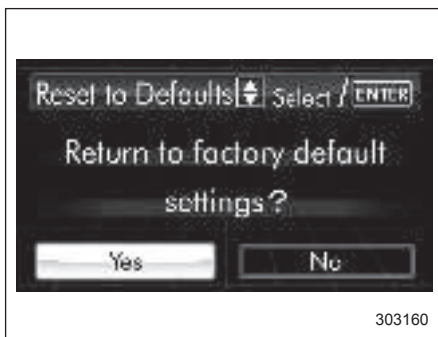 Reset to Defaults Select / ENTER
Return to factory default
settings?
Yes No
303160